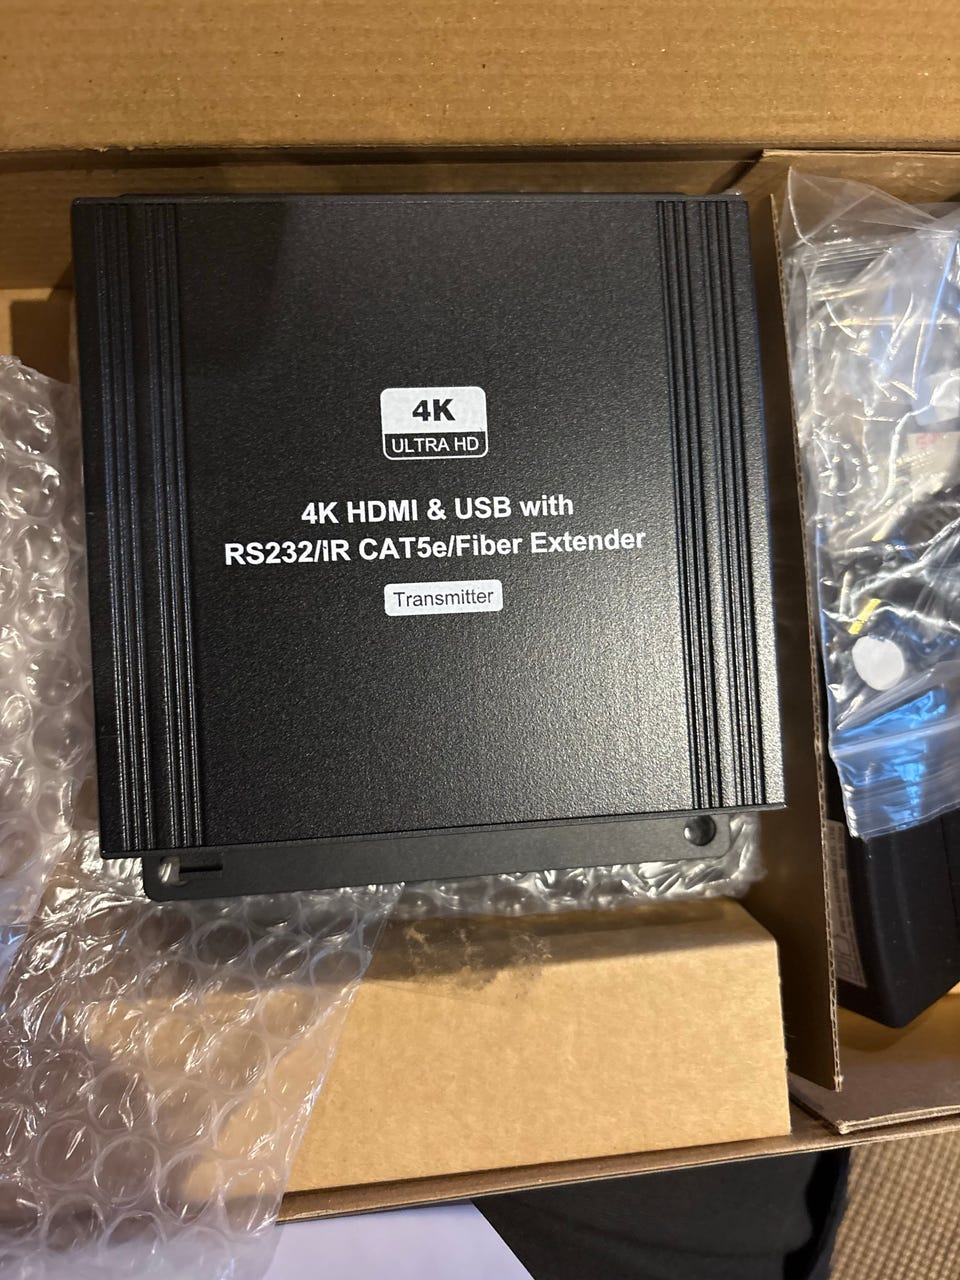 4K
ULTRA HD
4K HDMI & USB with
RS232/IR CAT5e/Fiber Extender
Transmitter